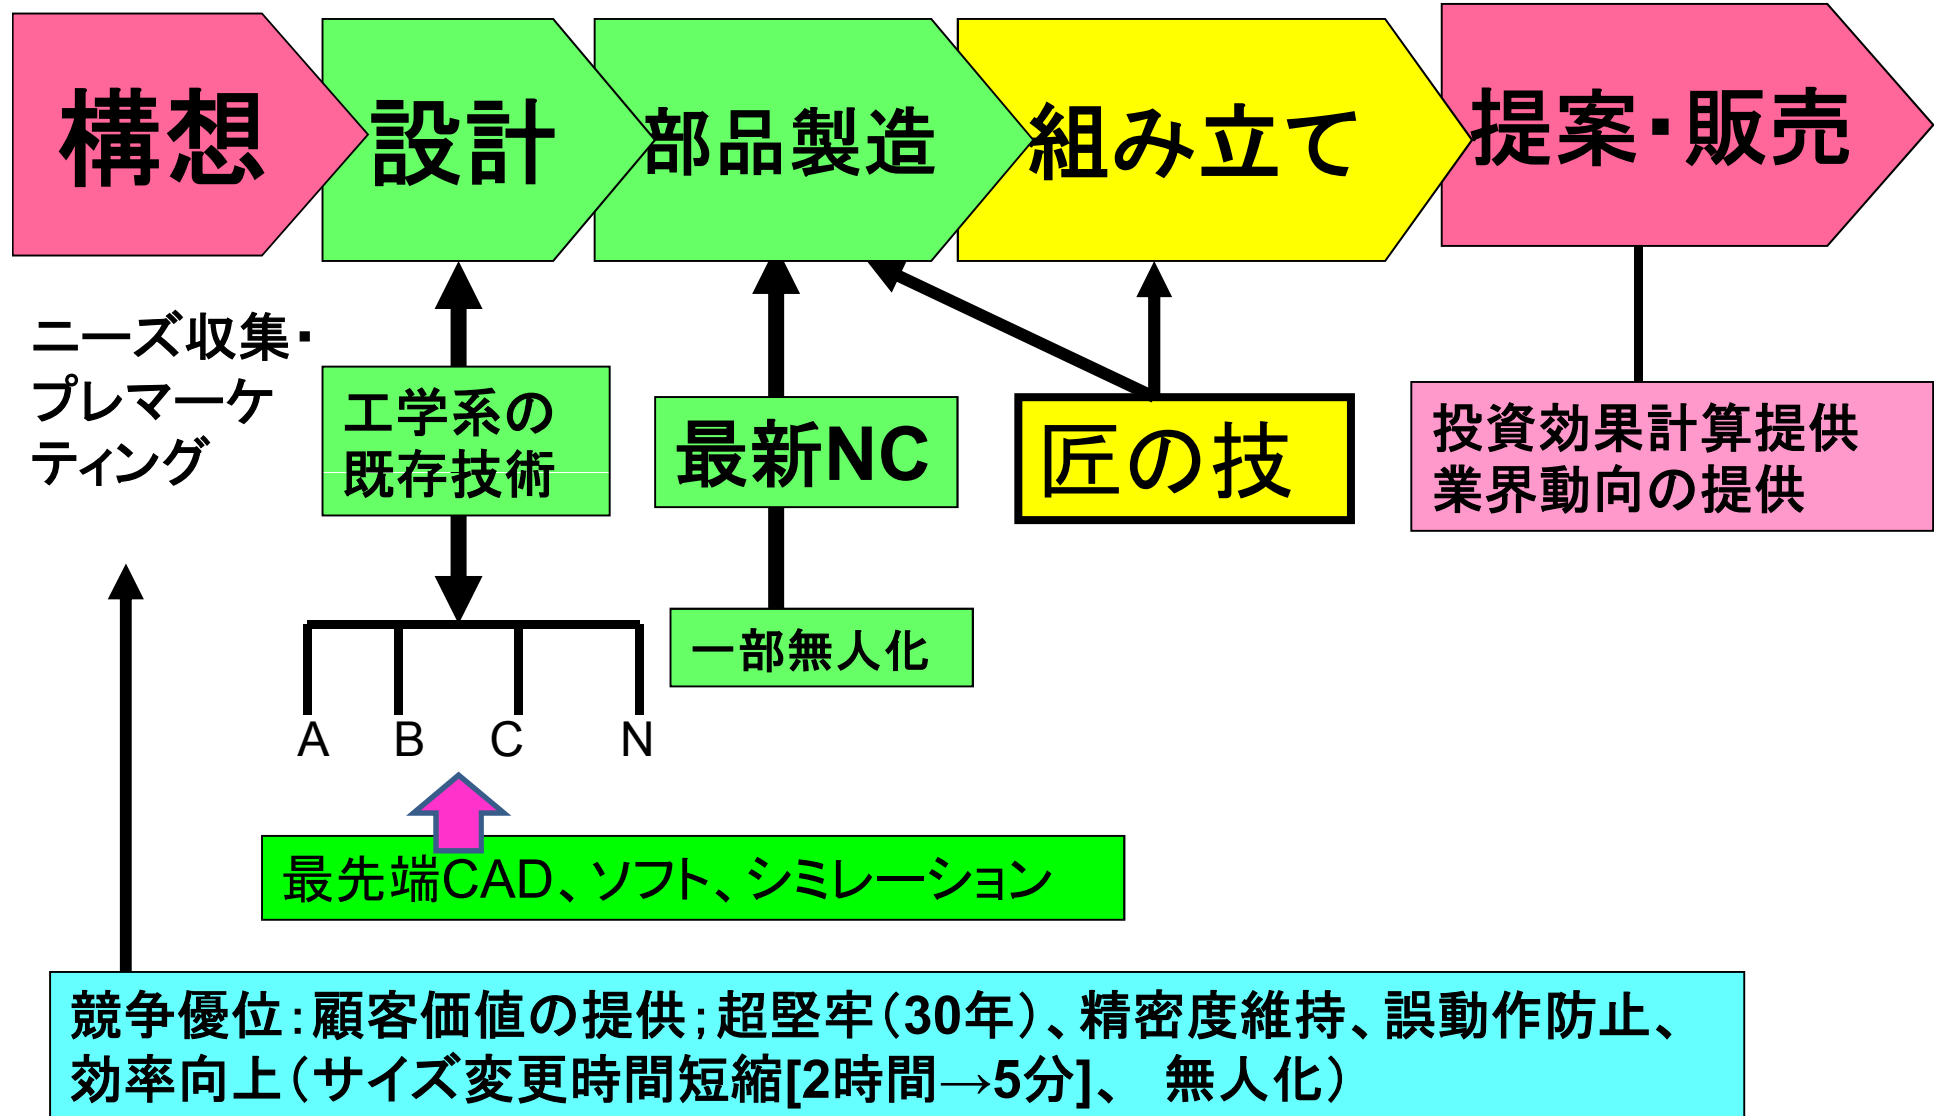 構想
設計
部品製造
組み立て
提案・販売
ニーズ収集・
プレマーケ
ティング
工学系の
既存技術
最新NC
匠の技
投資効果計算提供
業界動向の提供
一部無人化
A B C N
最先端CAD、ソフト、シミレーション
競争優位:顧客価値の提供;超堅牢(30年)、精密度維持、誤動作防止、
効率向上(サイズ変更時間短縮[2時間→5分]、 無人化)